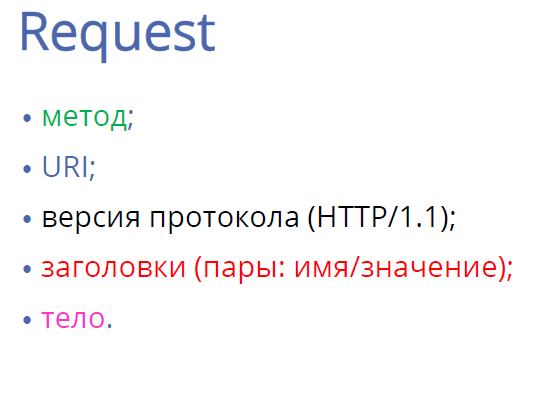 Request
• метод;
• URI;
• версия протокола (HTTP/1.1);
• заголовки (пары: имя/значение);
• тело.